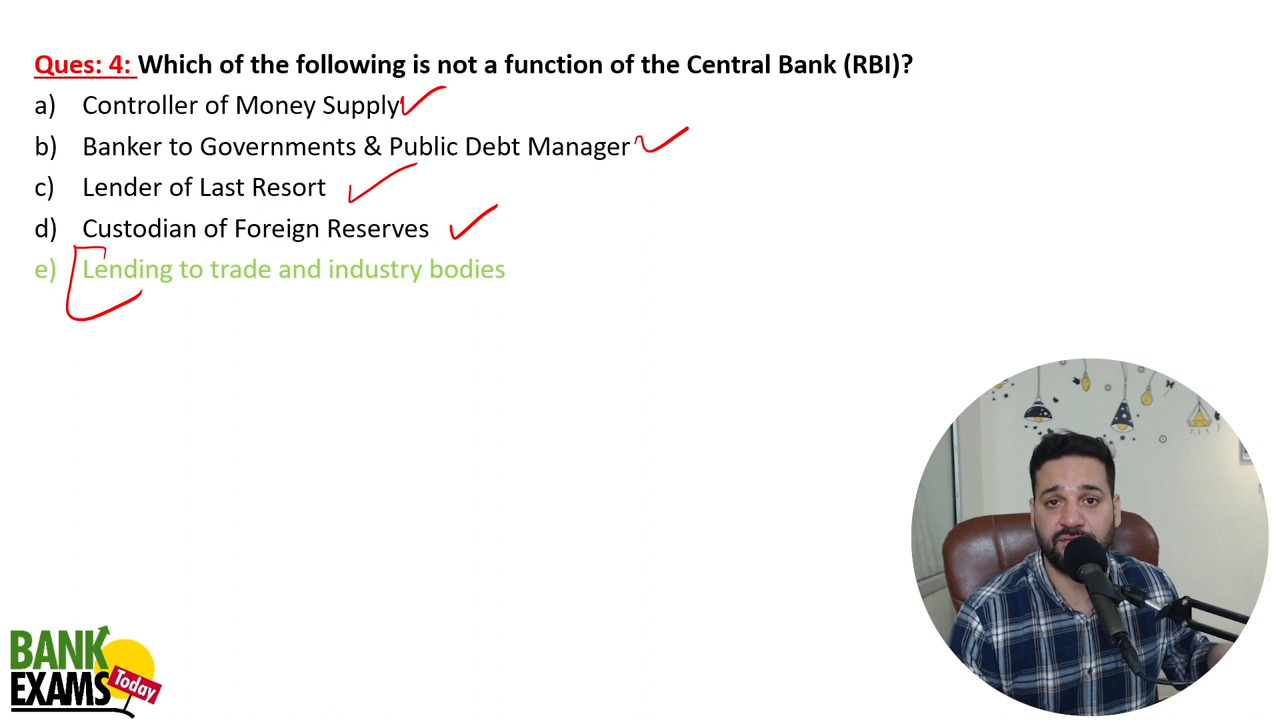 Ques: 4: Which of the following is not a function of the Central Bank (RBI)?
a) Controller of Money Supply
b) Banker to Governments & Public Debt Manager
c) Lender of Last Resort
d) Custodian of Foreign Reserves
e) Lending to trade and industry bodies
BANK
EXAMS
Today